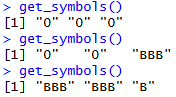 > get_symbols()
[1] "0" "0" "0"
> get_symbols()
[1] "0"   "0"   "BBB"
> get_symbols()
[1] "BBB" "BBB" "B"